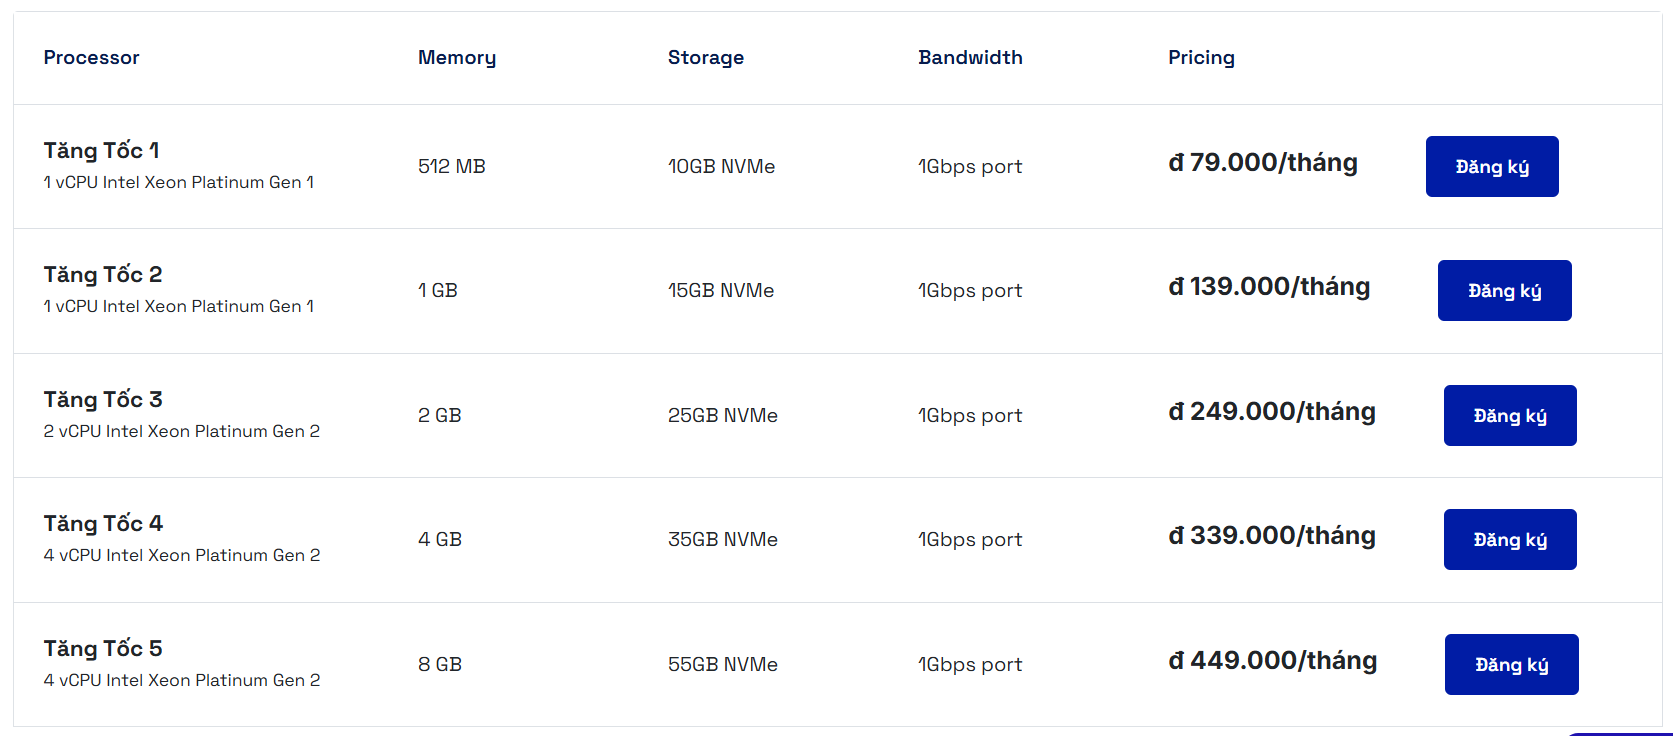 Processor Memory Storage Bandwidth Pricing
Tăng Tốc 1
1 vCPU Intel Xeon Platinum Gen 1
512 MB 10GB NVMe 1Gbps port đ 79.000/tháng Đăng ký
Tăng Tốc 2
1 vCPU Intel Xeon Platinum Gen 1
1 GB 15GB NVMe 1Gbps port đ 139.000/tháng Đăng ký
Tăng Tốc 3
2 vCPU Intel Xeon Platinum Gen 2
2 GB 25GB NVMe 1Gbps port đ 249.000/tháng Đăng ký
Tăng Tốc 4
4 vCPU Intel Xeon Platinum Gen 2
4 GB 35GB NVMe 1Gbps port đ 339.000/tháng Đăng ký
Tăng Tốc 5
4 vCPU Intel Xeon Platinum Gen 2
8 GB 55GB NVMe 1Gbps port đ 449.000/tháng Đăng ký